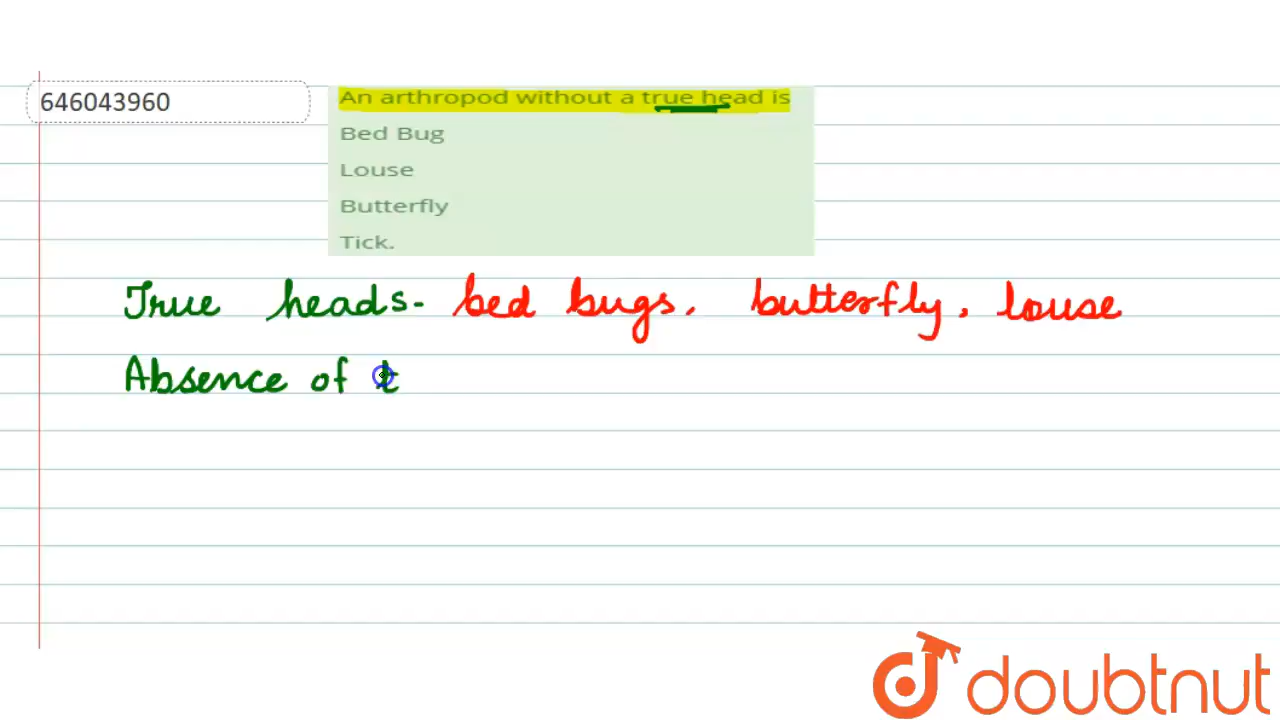 646043960
An arthropod without a true head is
Bed Bug
Louse
Butterfly
Tick.
True heads- bed bugs, butterfly, louse
Absence of t
doubtnut